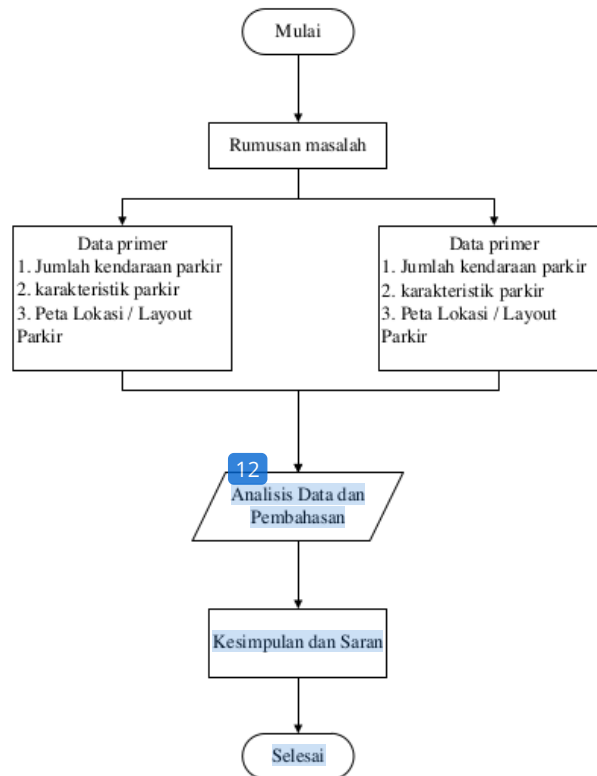 Mulai
Rumusan masalah
Data primer
1. Jumlah kendaraan parkir
2. karakteristik parkir
3. Peta Lokasi / Layout
Parkir
Data primer
1. Jumlah kendaraan parkir
2. karakteristik parkir
3. Peta Lokasi / Layout
Parkir
12
Analisis Data dan
Pembahasan
Kesimpulan dan Saran
Selesai